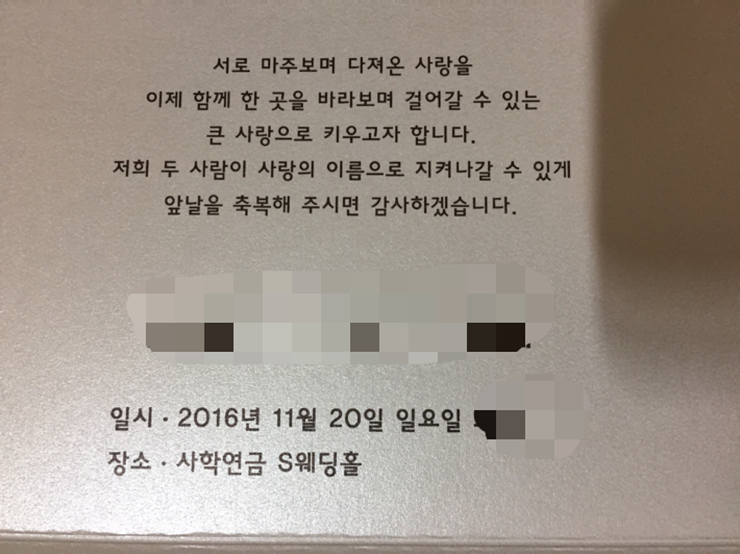 서로 마주보며 다져온 사랑을
이제 함께 한 곳을 바라보며 걸어갈 수 있는
큰 사랑으로 키우고자 합니다.
저희 두 사람이 사랑의 이름으로 지켜나갈 수 있게
앞날을 축복해 주시면 감사하겠습니다.
일시 · 2016년 11월 20일 일요일
장소 · 사학연금 S웨딩홀